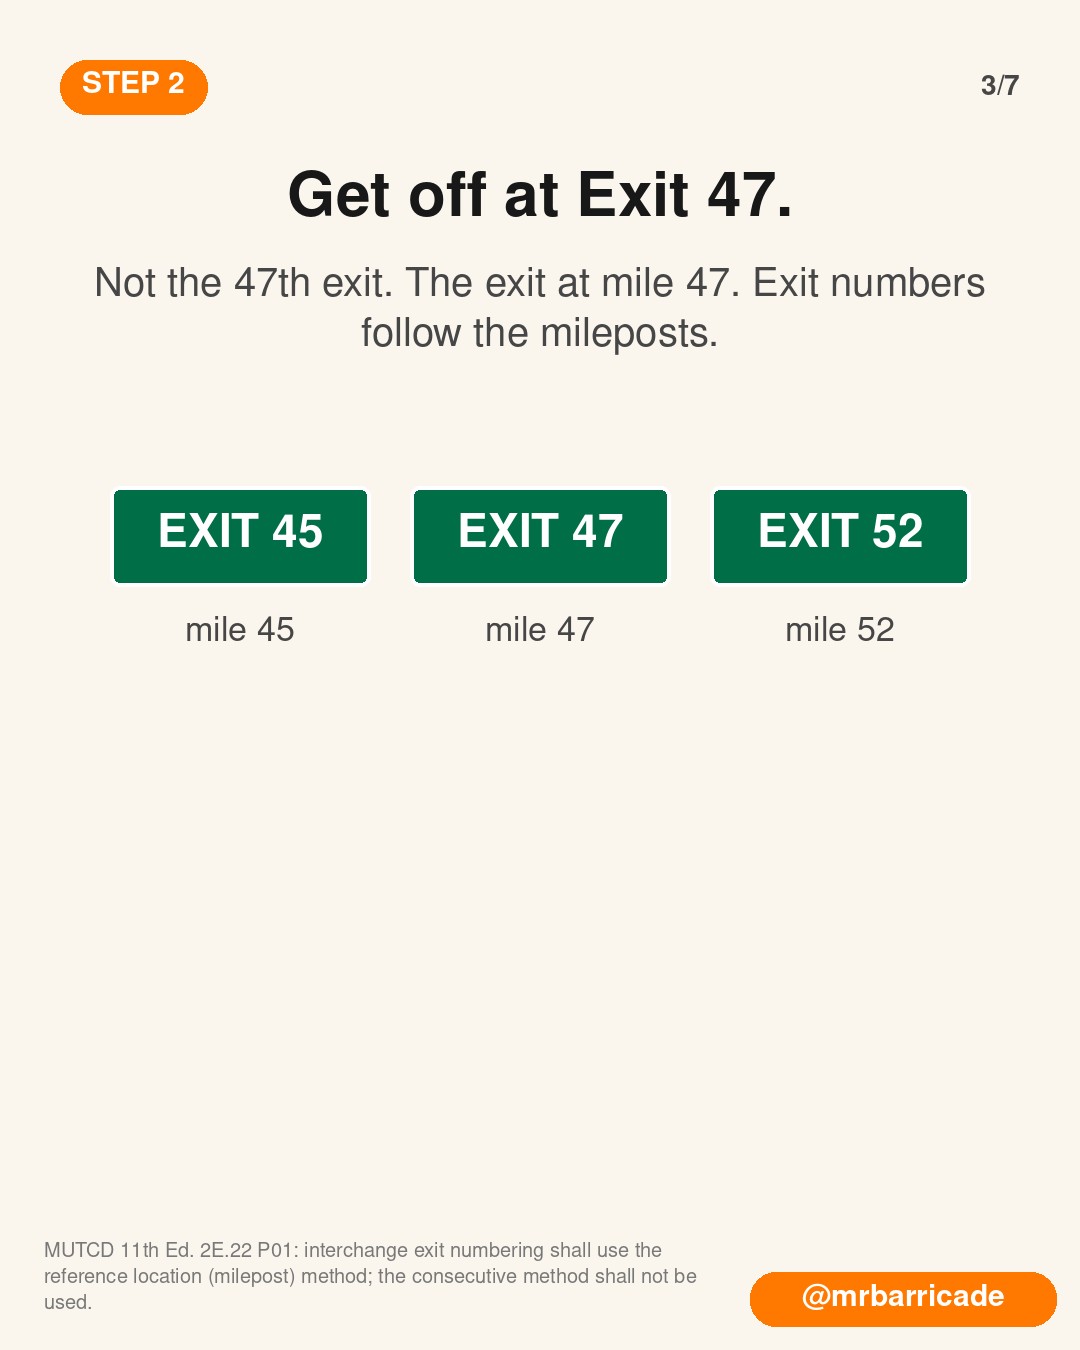 STEP 2
3/7
Get off at Exit 47.
Not the 47th exit. The exit at mile 47. Exit numbers
follow the mileposts.
EXIT 45
EXIT 47
EXIT 52
mile 45
mile 47
mile 52
MUTCD 11th Ed. 2E.22 P01: interchange exit numbering shall use the
reference location (milepost) method; the consecutive method shall not be
used.
@mrbarricade